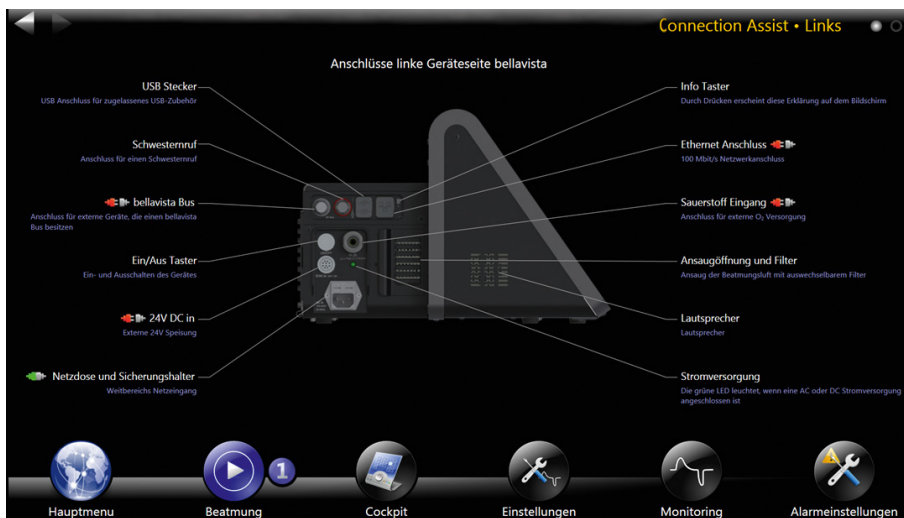 Connection Assist • Links
Anschlüsse linke Geräteseite bellavista
USB Stecker
USB Anschluss für zugelassenes USB-Zubehör
Schwesternruf
Anschluss für einen Schwesternruf
bellavista Bus
Anschluss für externe Geräte, die einen bellavista
Bus besitzen
Ein/Aus Taster
Ein- und Ausschalten des Gerätes
24V DC in
Externe 24V Speisung
Netzdose und Sicherungshalter
Weitbereichs Netzeingang
Info Taster
Durch Drücken erscheint diese Erklärung auf dem Bildschirm
Ethernet Anschluss
100 Mbit/s Netzwerkanschluss
Sauerstoff Eingang
Anschluss für externe O₂ Versorgung
Ansaugöffnung und Filter
Ansaug der Beatmungsluft mit auswechselbarem Filter
Lautsprecher
Lautsprecher
Stromversorgung
Die grüne LED leuchtet, wenn eine AC oder DC Stromversorgung
angeschlossen ist
1
Hauptmenu
Beatmung
Cockpit
Einstellungen
Monitoring
Alarmeinstellungen